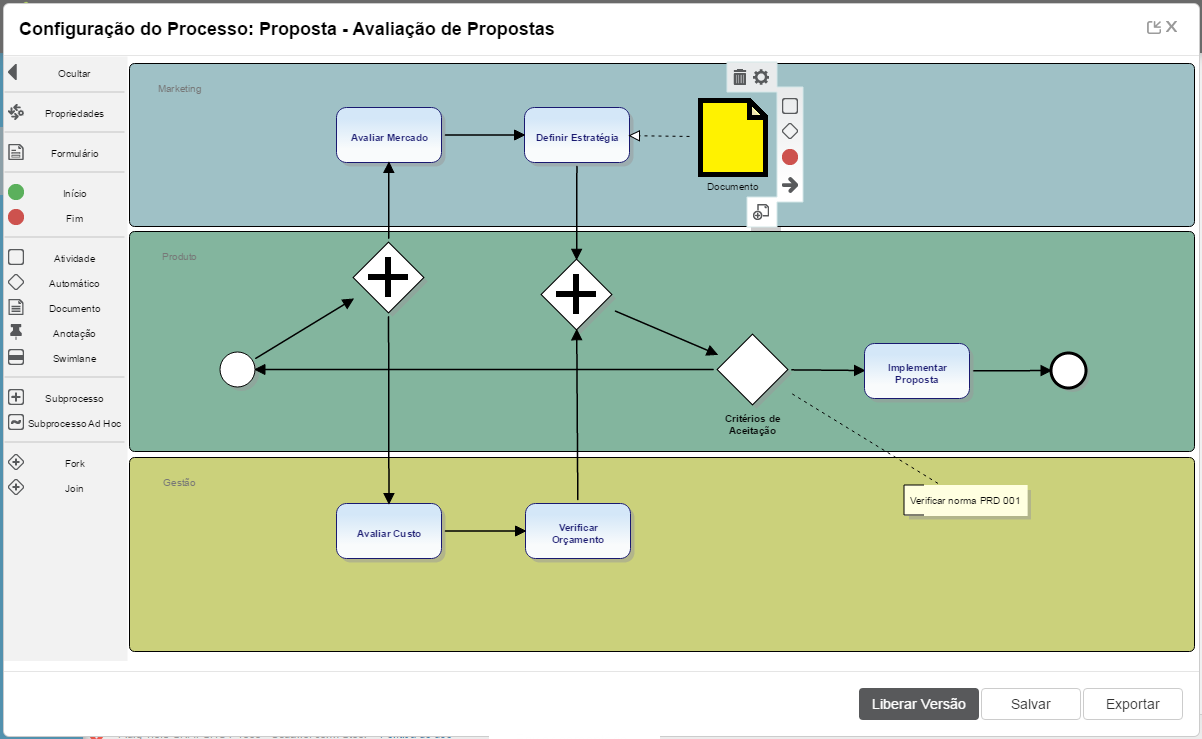 Configuração do Processo: Proposta - Avaliação de Propostas
Ocultar
Propriedades
Formulário
Início
Fim
Atividade
Automático
Documento
Anotação
Swimlane
Subprocesso
Subprocesso Ad Hoc
Fork
Join
Marketing
Avaliar Mercado
Definir Estratégia
Documento
Produto
Critérios de
Aceitação
Implementar
Proposta
Gestão
Avaliar Custo
Verificar
Orçamento
Verificar norma PRD 001
Liberar Versão
Salvar
Exportar